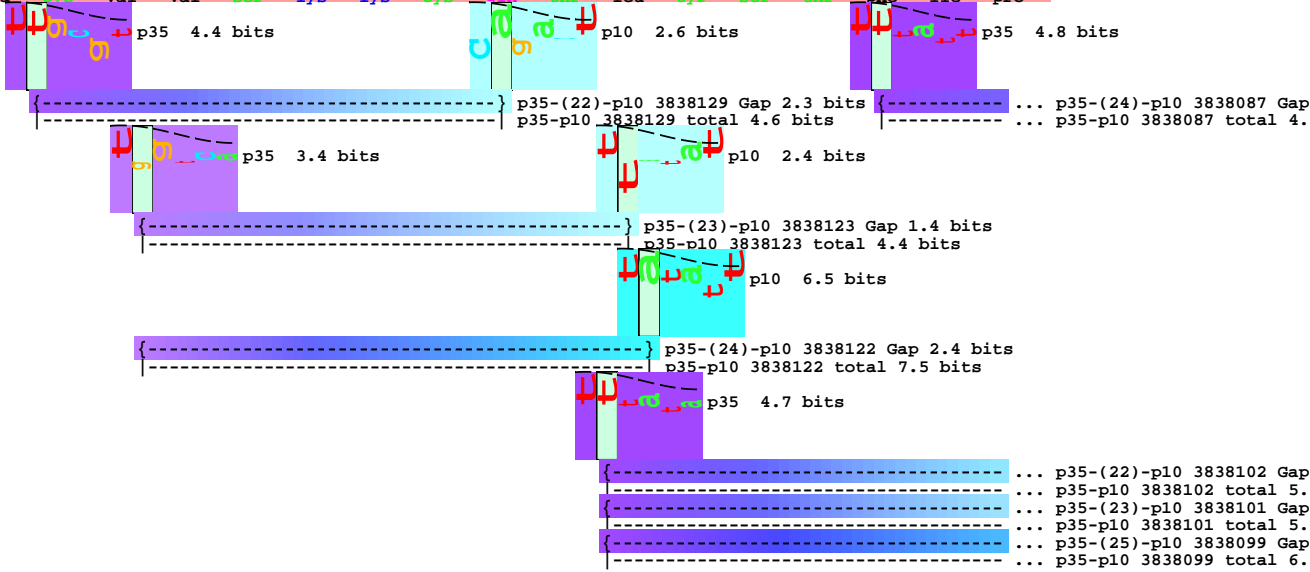 p35 4.4 bits
p10 2.6 bits
p35 4.8 bits
{---------------------------------------------} p35-(22)-p10 3838129 Gap 2.3 bits
{----------- ... p35-(24)-p10 3838087 Gap
|---------------------------------------------| p35-p10 3838129 total 4.6 bits
|----------- ... p35-p10 3838087 total 4.
p35 3.4 bits
p10 2.4 bits
{---------------------------------------------} p35-(23)-p10 3838123 Gap 1.4 bits
|---------------------------------------------| p35-p10 3838123 total 4.4 bits
p10 6.5 bits
{-----------------------------------------------} p35-(24)-p10 3838122 Gap 2.4 bits
|-----------------------------------------------| p35-p10 3838122 total 7.5 bits
p35 4.7 bits
{------------------------------------- ... p35-(22)-p10 3838102 Gap
|------------------------------------- ... p35-p10 3838102 total 5.
{------------------------------------- ... p35-(23)-p10 3838101 Gap
|------------------------------------- ... p35-p10 3838101 total 5.
{------------------------------------- ... p35-(25)-p10 3838099 Gap
|------------------------------------- ... p35-p10 3838099 total 6.